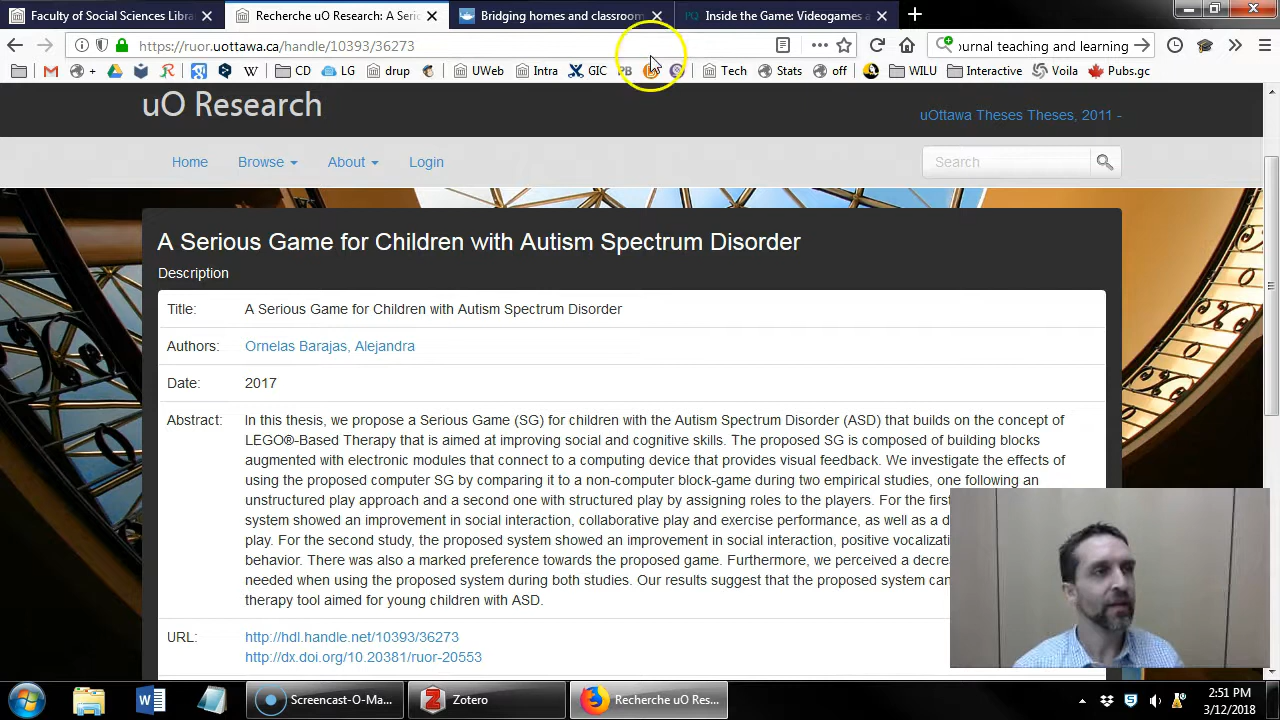 Faculty of Social Sciences Libra
Recherche uO Research: A Serio
Bridging homes and classroom
Inside the Game: Videogames a
https://ruor.uottawa.ca/handle/10393/36273
ournal teaching and learning
CD
LG
drup
UWeb
Intra
GIC
PB
Tech
Stats
off
WILU
Interactive
Voila
Pubs.gc
uO Research
uOttawa Theses Theses, 2011 -
Home
Browse
About
Login
Search
A Serious Game for Children with Autism Spectrum Disorder
Description
Title: A Serious Game for Children with Autism Spectrum Disorder
Authors: Ornelas Barajas, Alejandra
Date: 2017
Abstract: In this thesis, we propose a Serious Game (SG) for children with the Autism Spectrum Disorder (ASD) that builds on the concept of
LEGO®-Based Therapy that is aimed at improving social and cognitive skills. The proposed SG is composed of building blocks
augmented with electronic modules that connect to a computing device that provides visual feedback. We investigate the effects of
using the proposed computer SG by comparing it to a non-computer block-game during two empirical studies, one following an
unstructured play approach and a second one with structured play by assigning roles to the players. For the first
system showed an improvement in social interaction, collaborative play and exercise performance, as well as a d
play. For the second study, the proposed system showed an improvement in social interaction, positive vocalizati
behavior. There was also a marked preference towards the proposed game. Furthermore, we perceived a decrea
needed when using the proposed system during both studies. Our results suggest that the proposed system can
therapy tool aimed for young children with ASD.
URL: http://hdl.handle.net/10393/36273
http://dx.doi.org/10.20381/ruor-20553
Screencast-O-Ma...
Zotero
Recherche uO Res...
2:51 PM
3/12/2018